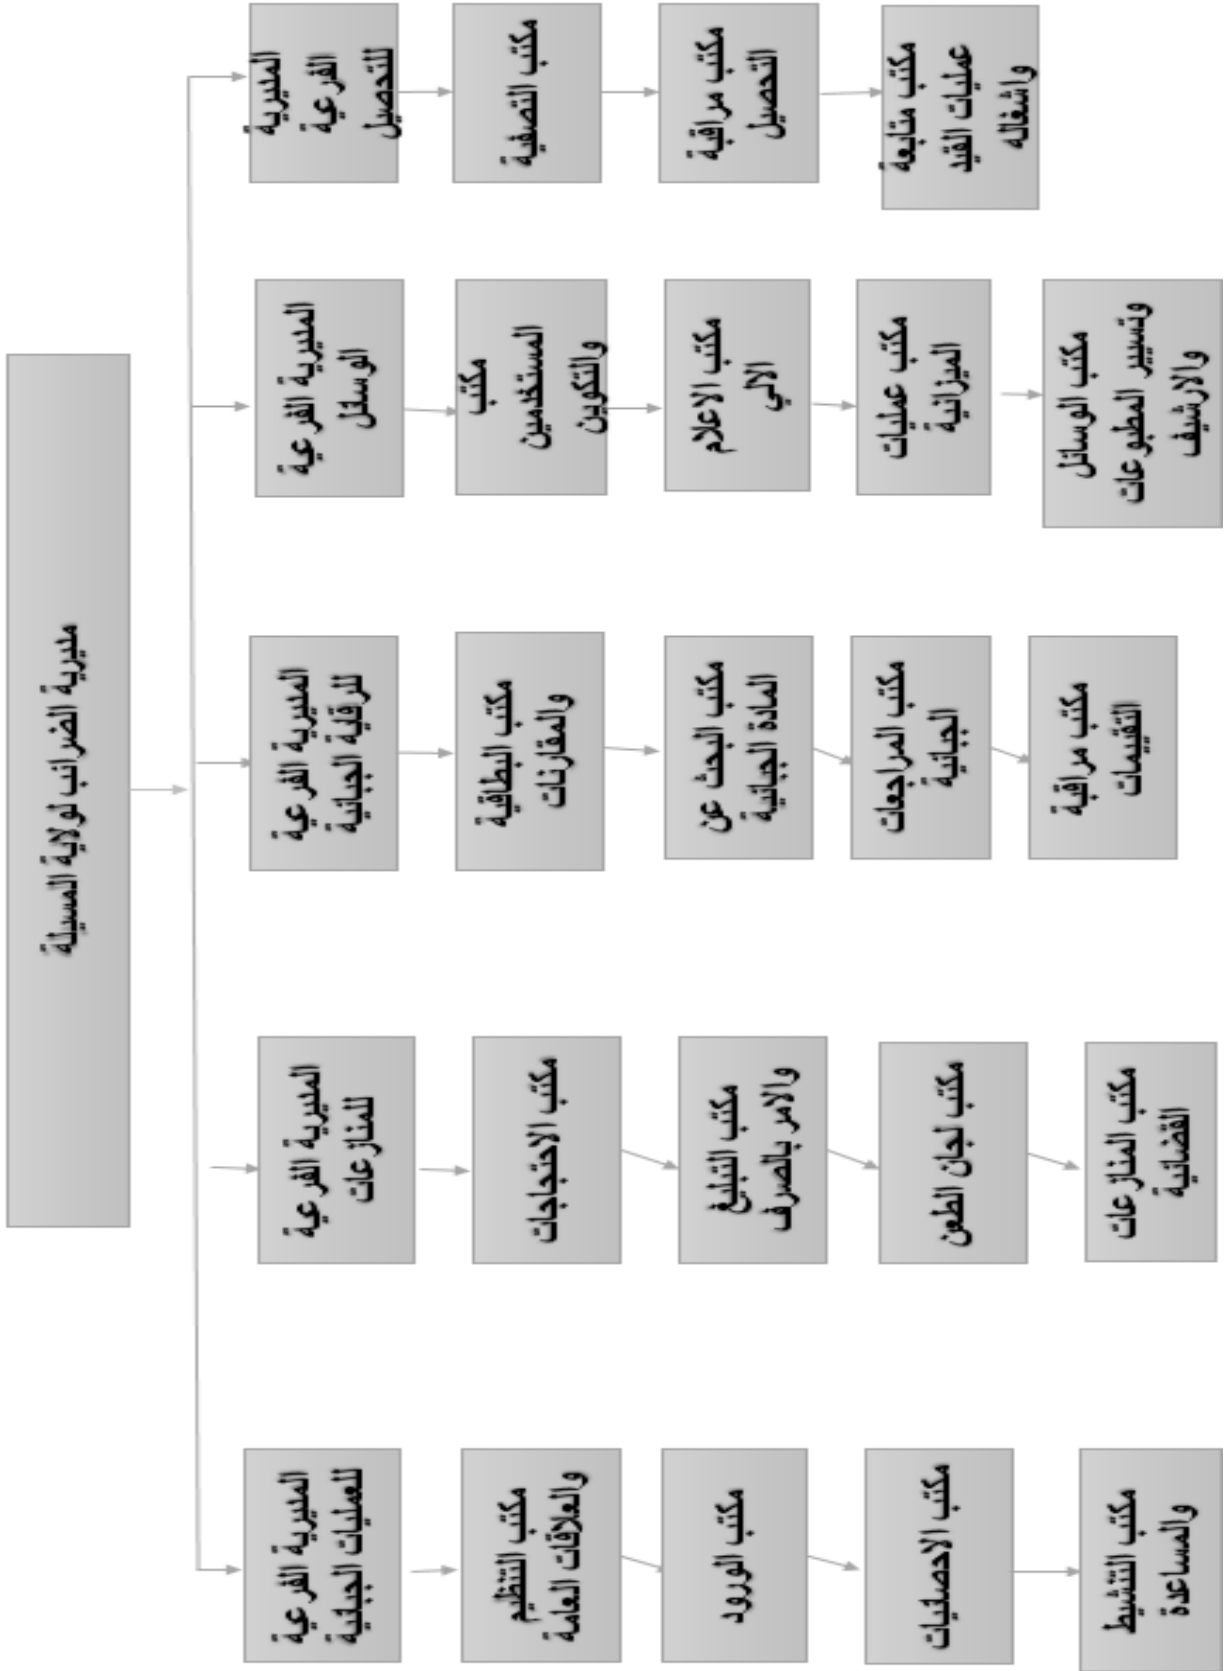 مديرية الضرائب لولاية المسيلة
المديرية
الفرعية
للتحصيل
مكتب التصفية
مكتب مراقبة
التحصيل
مكتب متابعة
عمليات القيد
واشغاله
المديرية الفرعية
الوسائل
مكتب
المستخدمين
والتكوين
مكتب الاعلام
الالي
مكتب عمليات
الميزانية
مكتب الوسائل
وتسيير المطبوعات
والارشيف
المديرية الفرعية
للرقابة الجبائية
مكتب البطاقية
والمقارنات
مكتب البحث عن
المادة الجبائية
مكتب المراجعات
الجبائية
مكتب مراقبة
التقييمات
المديرية الفرعية
للمنازعات
مكتب الاحتجاجات
مكتب التبليغ
والامر بالصرف
مكتب لجان الطعن
مكتب المنازعات
القضائية
المديرية الفرعية
للعمليات الجبائية
مكتب التنظيم
والعلاقات العامة
مكتب الورود
مكتب الاحصائيات
مكتب التنشيط
والمساعدة